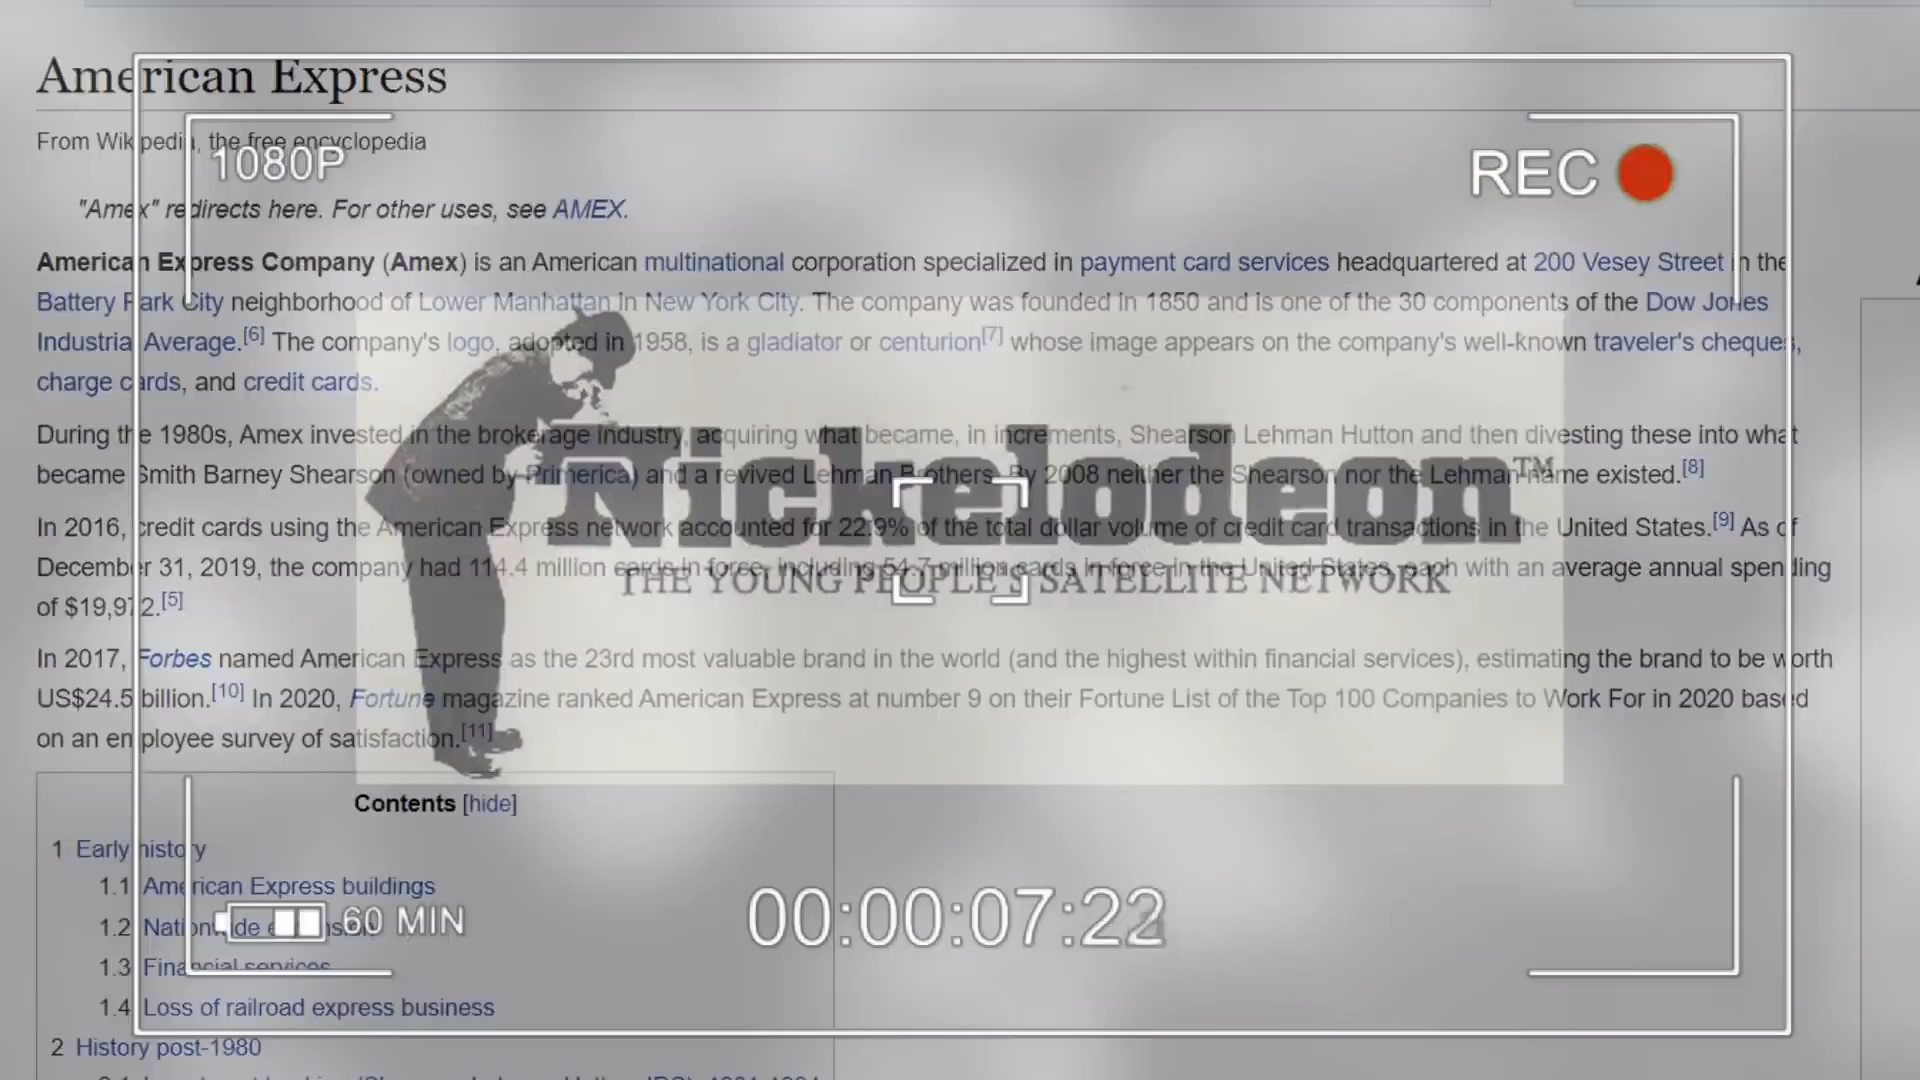 American Express
From Wikipedia, the free encyclopedia
1080P
REC
"Amex" redirects here. For other uses, see AMEX.
American Express Company (Amex) is an American multinational corporation specialized in payment card services headquartered at 200 Vesey Street in the
Battery Park City neighborhood of Lower Manhattan in New York City. The company was founded in 1850 and is one of the 30 components of the Dow Jones
Industrial Average.[6] The company's logo, adopted in 1958, is a gladiator or centurion[7] whose image appears on the company's well-known traveler's cheques,
charge cards, and credit cards.
During the 1980s, Amex invested in the brokerage industry, acquiring what became, in increments, Shearson Lehman Hutton and then divesting these into what
became Smith Barney Shearson (owned by Primerica) and a revived Lehman Brothers. By 2008 neither the Shearson nor the Lehman name existed.[8]
Nickelodeon™
In 2016, credit cards using the American Express network accounted for 22.9% of the total dollar volume of credit card transactions in the United States.[9] As of
December 31, 2019, the company had 114.4 million cards in force, including 54.7 million cards in force in the United States, each with an average annual spending
THE YOUNG PEOPLE'S SATELLITE NETWORK
of $19,972.[5]
In 2017, Forbes named American Express as the 23rd most valuable brand in the world (and the highest within financial services), estimating the brand to be worth
US$24.5 billion.[10] In 2020, Fortune magazine ranked American Express at number 9 on their Fortune List of the Top 100 Companies to Work For in 2020 based
on an employee survey of satisfaction.[11]
Contents [hide]
1 Early history
1.1 American Express buildings
1.2 Nationwide expansion
60 MIN
00:00:07:22
1.3 Financial services
1.4 Loss of railroad express business
2 History post-1980